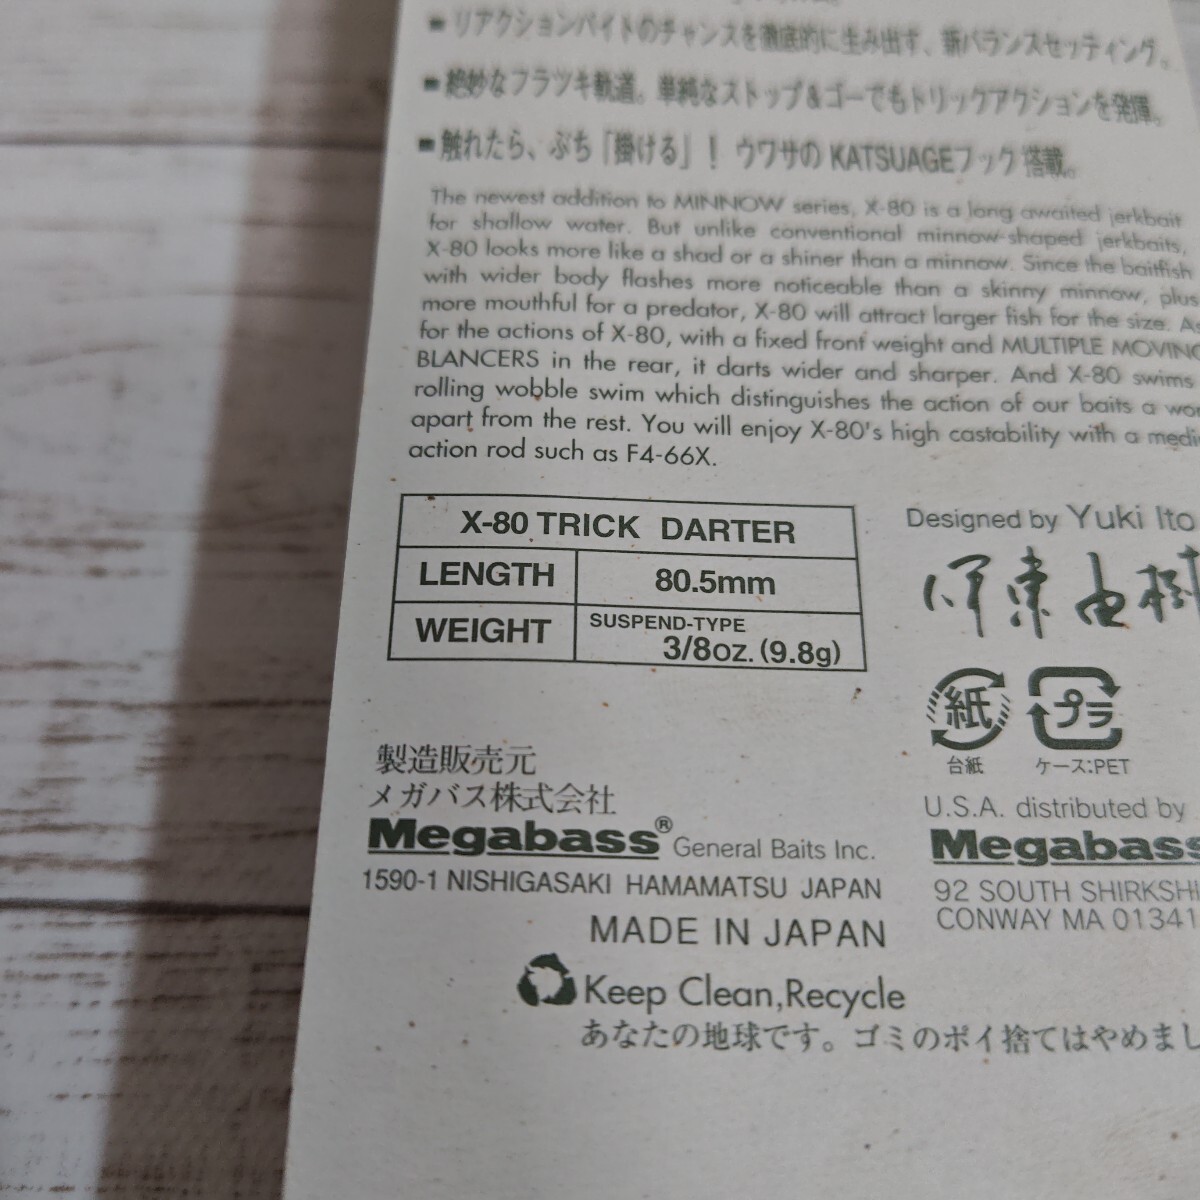 ■リアクションバイトのチャンスを徹底的に生み出す、新バランスセッティング。
■絶妙なフラツキ軌道。単純なストップ&ゴーでもトリックアクションを発揮。
■触れたら、ぶち「掛ける」！ ウワサの KATSUAGEフック搭載。
The newest addition to MINNOW series, X-80 is a long awaited jerkbait
for shallow water. But unlike conventional minnow-shaped jerkbaits,
X-80 looks more like a shad or a shiner than a minnow. Since the baitfish
with wider body flashes more noticeable than a skinny minnow, plus
more mouthful for a predator, X-80 will attract larger fish for the size. A
for the actions of X-80, with a fixed front weight and MULTIPLE MOVING
BLANCERS in the rear, it darts wider and sharper. And X-80 swims
rolling wobble swim which distinguishes the action of our baits a wor
apart from the rest. You will enjoy X-80's high castability with a medi
action rod such as F4-66X.
X-80 TRICK DARTER
LENGTH 80.5mm
WEIGHT SUSPEND-TYPE
3/8oz. (9.8g)
Designed by Yuki Ito
伊東由樹
紙
台紙
プラ
ケース:PET
製造販売元
メガバス株式会社
Megabass® General Baits Inc.
1590-1 NISHIGASAKI HAMAMATSU JAPAN
MADE IN JAPAN
U.S.A. distributed by
Megabass
92 SOUTH SHIRKSHI
CONWAY MA 01341
Keep Clean,Recycle
あなたの地球です。ゴミのポイ捨てはやめまし